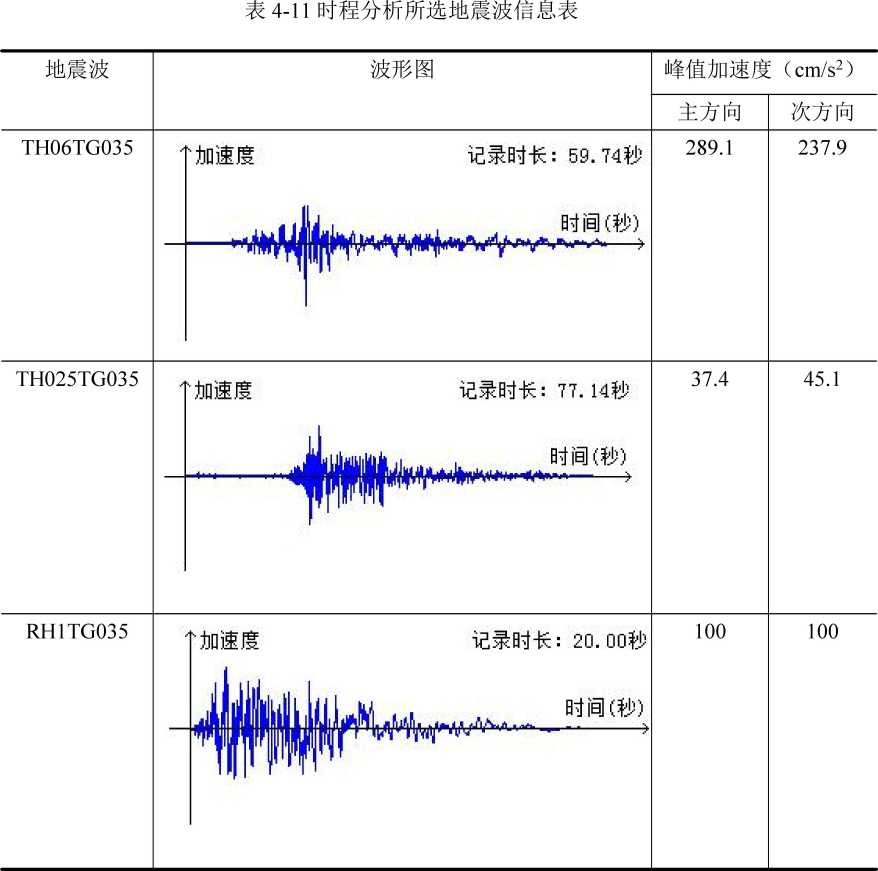 表 4-11 时程分析所选地震波信息表
地震波 波形图 峰值加速度（cm/s²）
主方向 次方向
TH06TG035 加速度 记录时长：59.74秒 289.1 237.9
时间(秒)
TH025TG035 加速度 记录时长：77.14秒 37.4 45.1
时间(秒)
RH1TG035 加速度 记录时长：20.00秒 100 100
时间(秒)